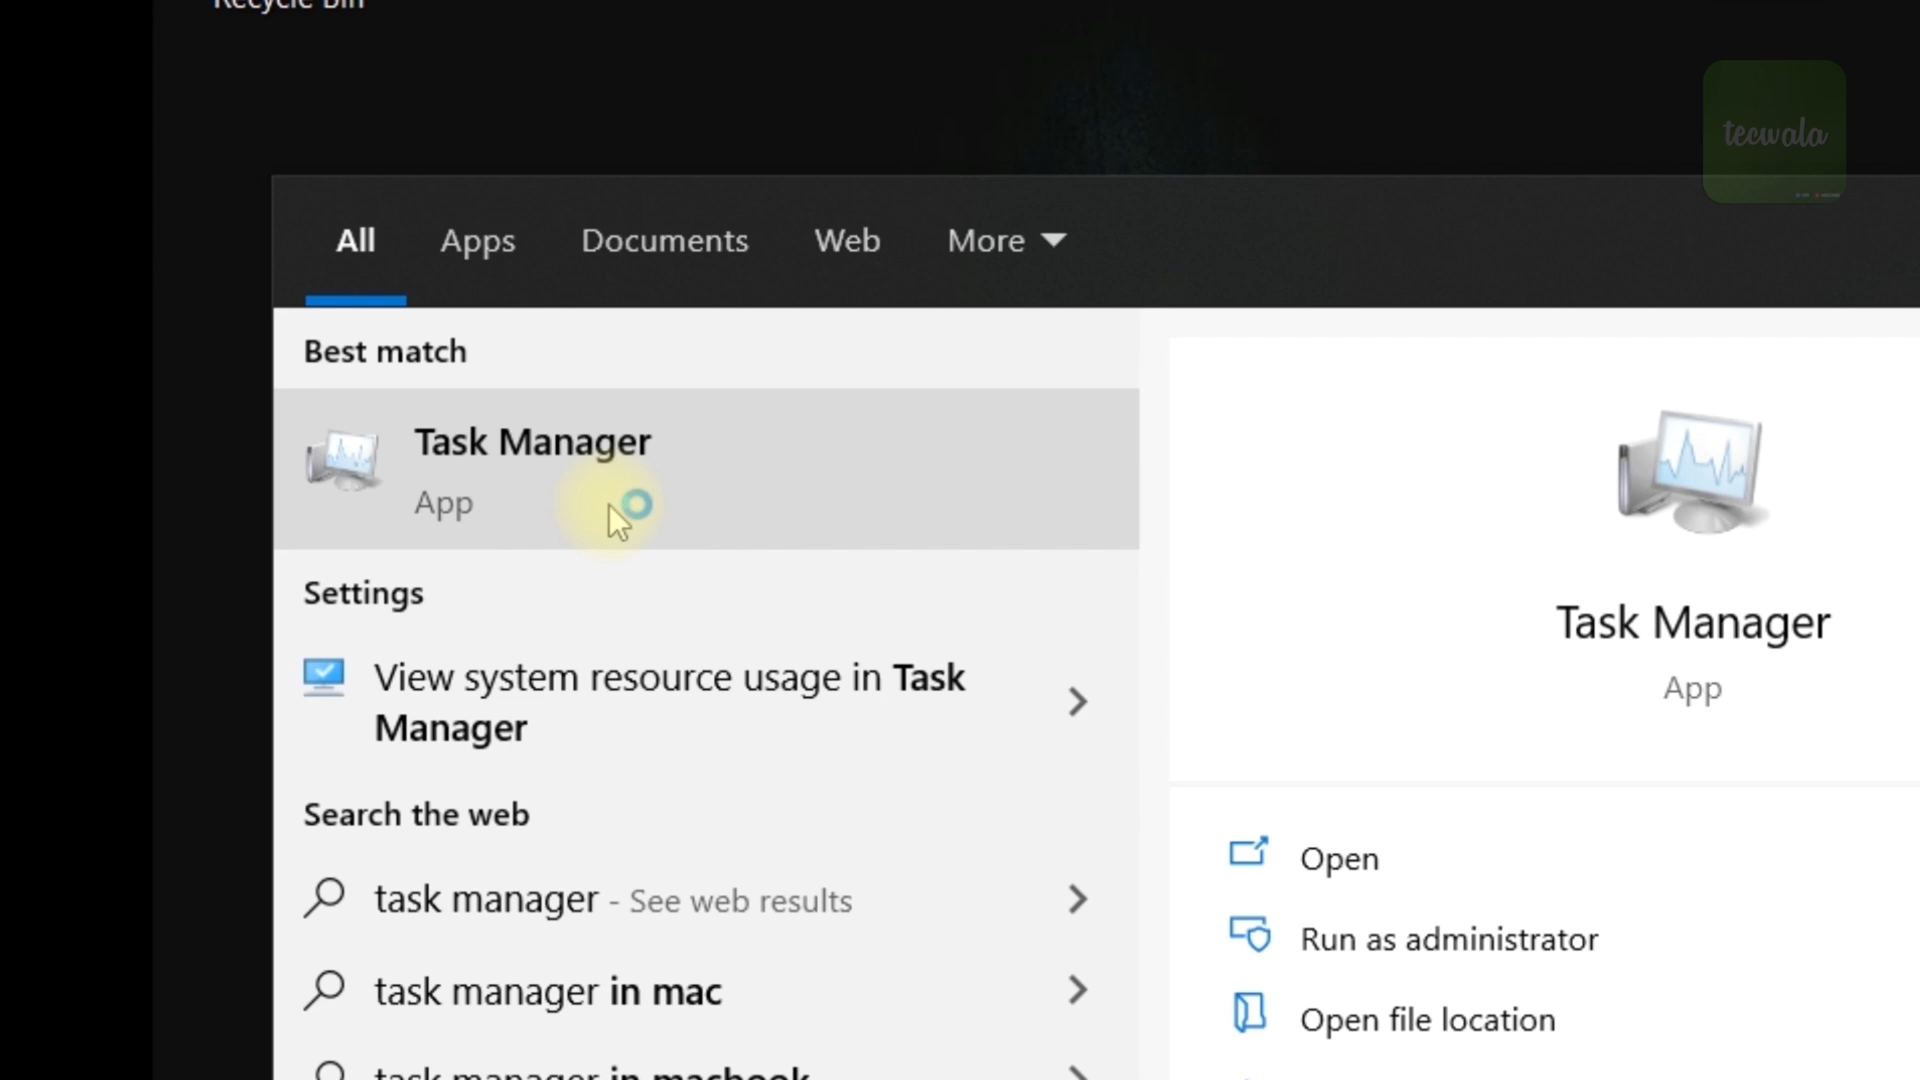 Recycle Bin
tecwala
All Apps Documents Web More
Best match
Task Manager
App
Settings
View system resource usage in Task
Manager
Search the web
task manager - See web results
task manager in mac
task manager in macbook
Task Manager
App
Open
Run as administrator
Open file location